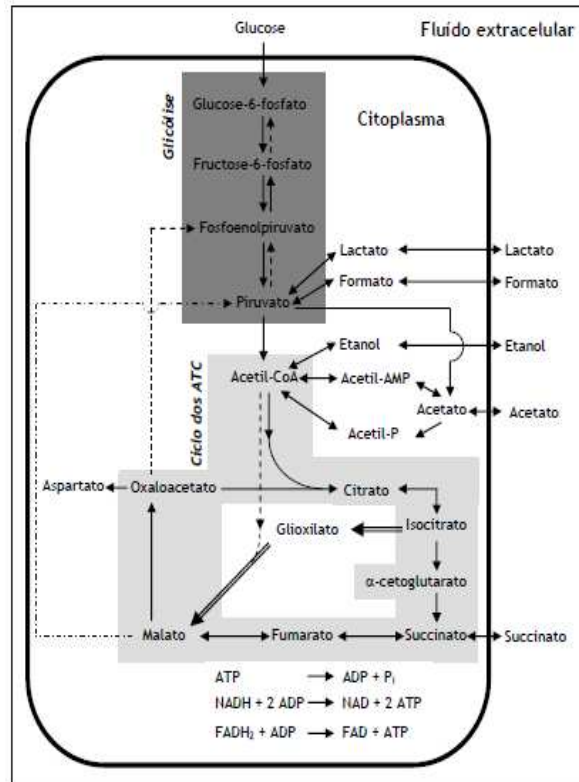 Glucose
Fluído extracelular
Glicólise
Glucose-6-fosfato
Citoplasma
Fructose-6-fosfato
Fosfoenolpiruvato
Lactato
Lactato
Formato
Formato
Piruvato
Etanol
Etanol
Ciclo dos ATC
Acetil-CoA
Acetil-AMP
Acetato
Acetato
Acetil-P
Aspartato
Oxaloacetato
Citrato
Glioxilato
Isocitrato
α-cetoglutarato
Malato
Fumarato
Succinato
Succinato
ATP → ADP + Pi
NADH + 2 ADP → NAD + 2 ATP
FADH₂ + ADP → FAD + ATP